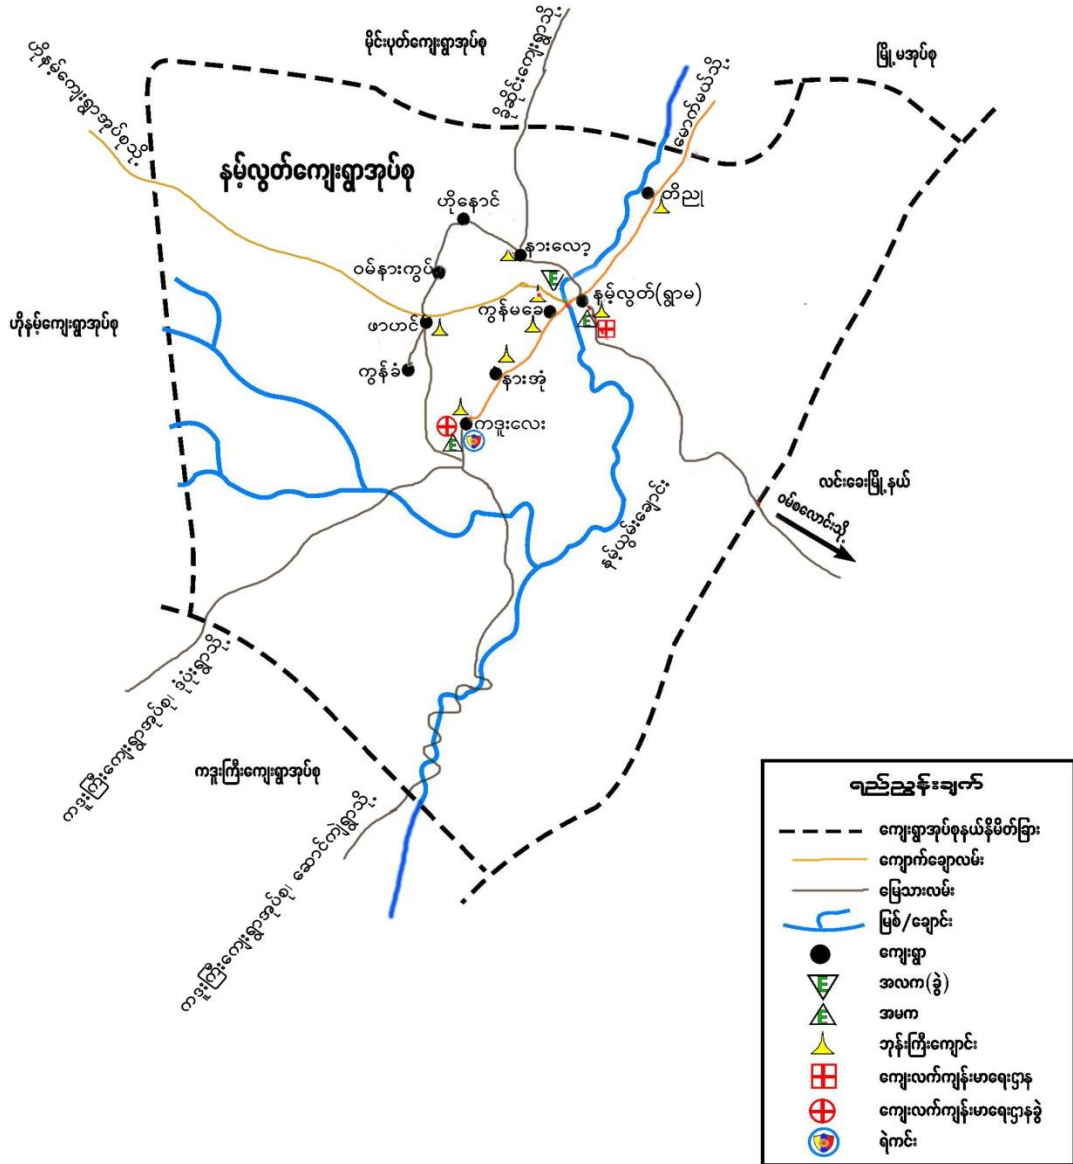 မိုင်းပုတ်ကျေးရွာအုပ်စု
မြို့မအုပ်စု
ဟိုနမ့်ကျေးရွာအုပ်စုသို့
မောက်မယ်သို့
နမ့်လွတ်ကျေးရွာအုပ်စု
တိညု
ဟိုနောင်
နားလော့
ဝမ်နားကွပ်
နမ့်လွတ်(ရွာမ)
ကွန်မခေး
ဟိုနမ့်ကျေးရွာအုပ်စု
ဖာဟင်
ကွန်ခံ
နားအုံ
ကဒူးလေး
လင်းခေးမြို့နယ်
ဝမ်စလောင်းသို့
နမ့်ယွမ်းချောင်း
ကဒူးကြီးကျေးရွာအုပ်စု၊ ဒုံပုံးရွာသို့
ကဒူးကြီးကျေးရွာအုပ်စု
ကဒူးကြီးကျေးရွာအုပ်စု၊ ဆောင်ကဲရွာသို့
ရည်ညွှန်းချက်
ကျေးရွာအုပ်စုနယ်နိမိတ်ခြား
ကျောက်ချောလမ်း
မြေသားလမ်း
မြစ်/ချောင်း
ကျေးရွာ
အလက(ခွဲ)
အမက
ဘုန်းကြီးကျောင်း
ကျေးလက်ကျန်းမာရေးဌာန
ကျေးလက်ကျန်းမာရေးဌာနခွဲ
ရဲကင်း